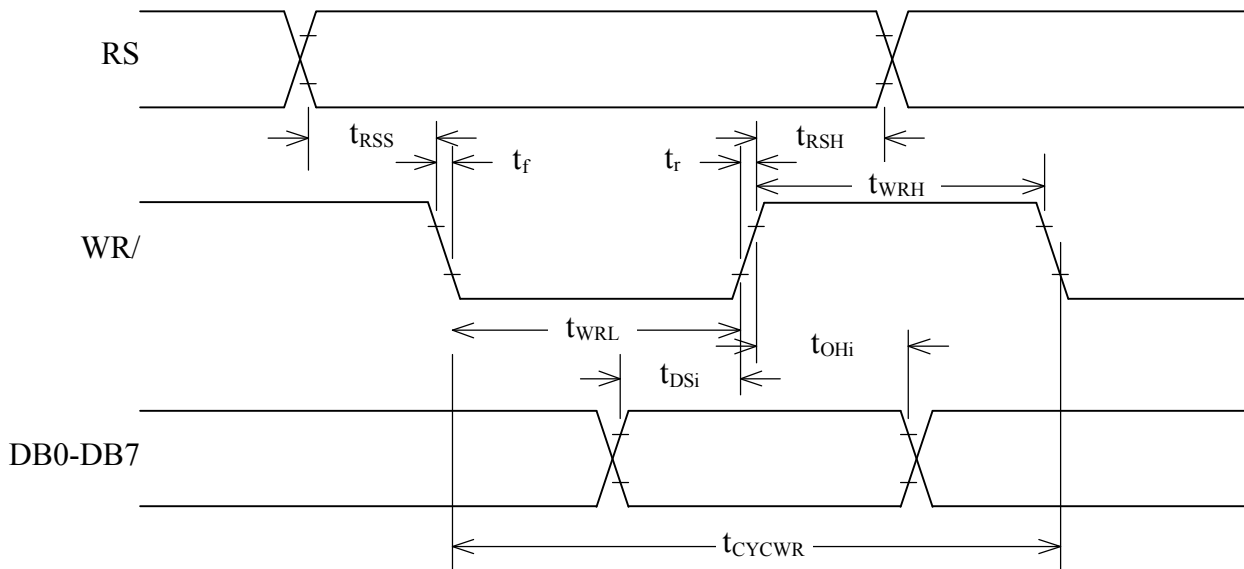 RS
tRSS
tf
tr
tRSH
tWRH
WR/
tWRL
tOHi
tDSi
DB0-DB7
tCYCWR